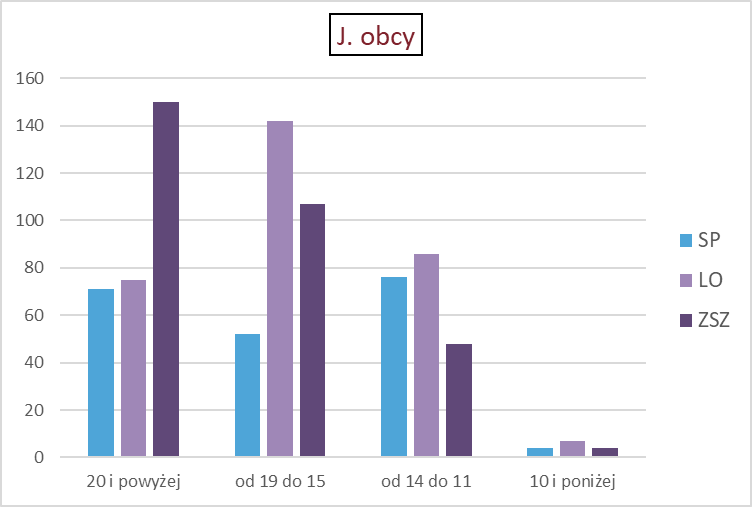 J. obcy
160
140
120
100
80
60
40
20
0
20 i powyżej
od 19 do 15
od 14 do 11
10 i poniżej
SP
LO
ZSZ